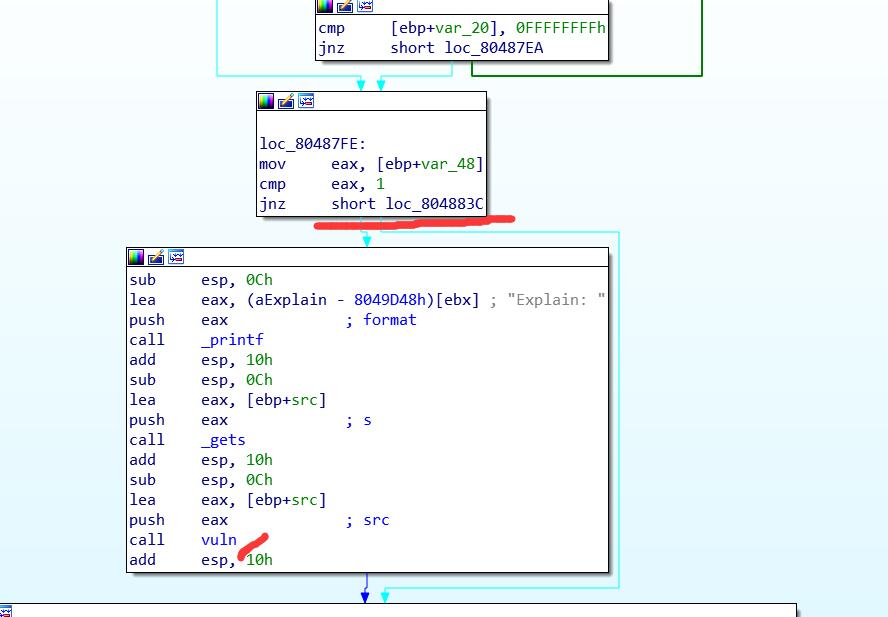 cmp     [ebp+var_20], 0FFFFFFFFh
jnz     short loc_80487EA
loc_80487FE:
mov     eax, [ebp+var_48]
cmp     eax, 1
jnz     short loc_804883C
sub     esp, 0Ch
lea     eax, (aExplain - 8049D48h)[ebx] ; "Explain: "
push    eax             ; format
call    _printf
add     esp, 10h
sub     esp, 0Ch
lea     eax, [ebp+src]
push    eax             ; s
call    _gets
add     esp, 10h
sub     esp, 0Ch
lea     eax, [ebp+src]
push    eax             ; src
call    vuln
add     esp, 10h